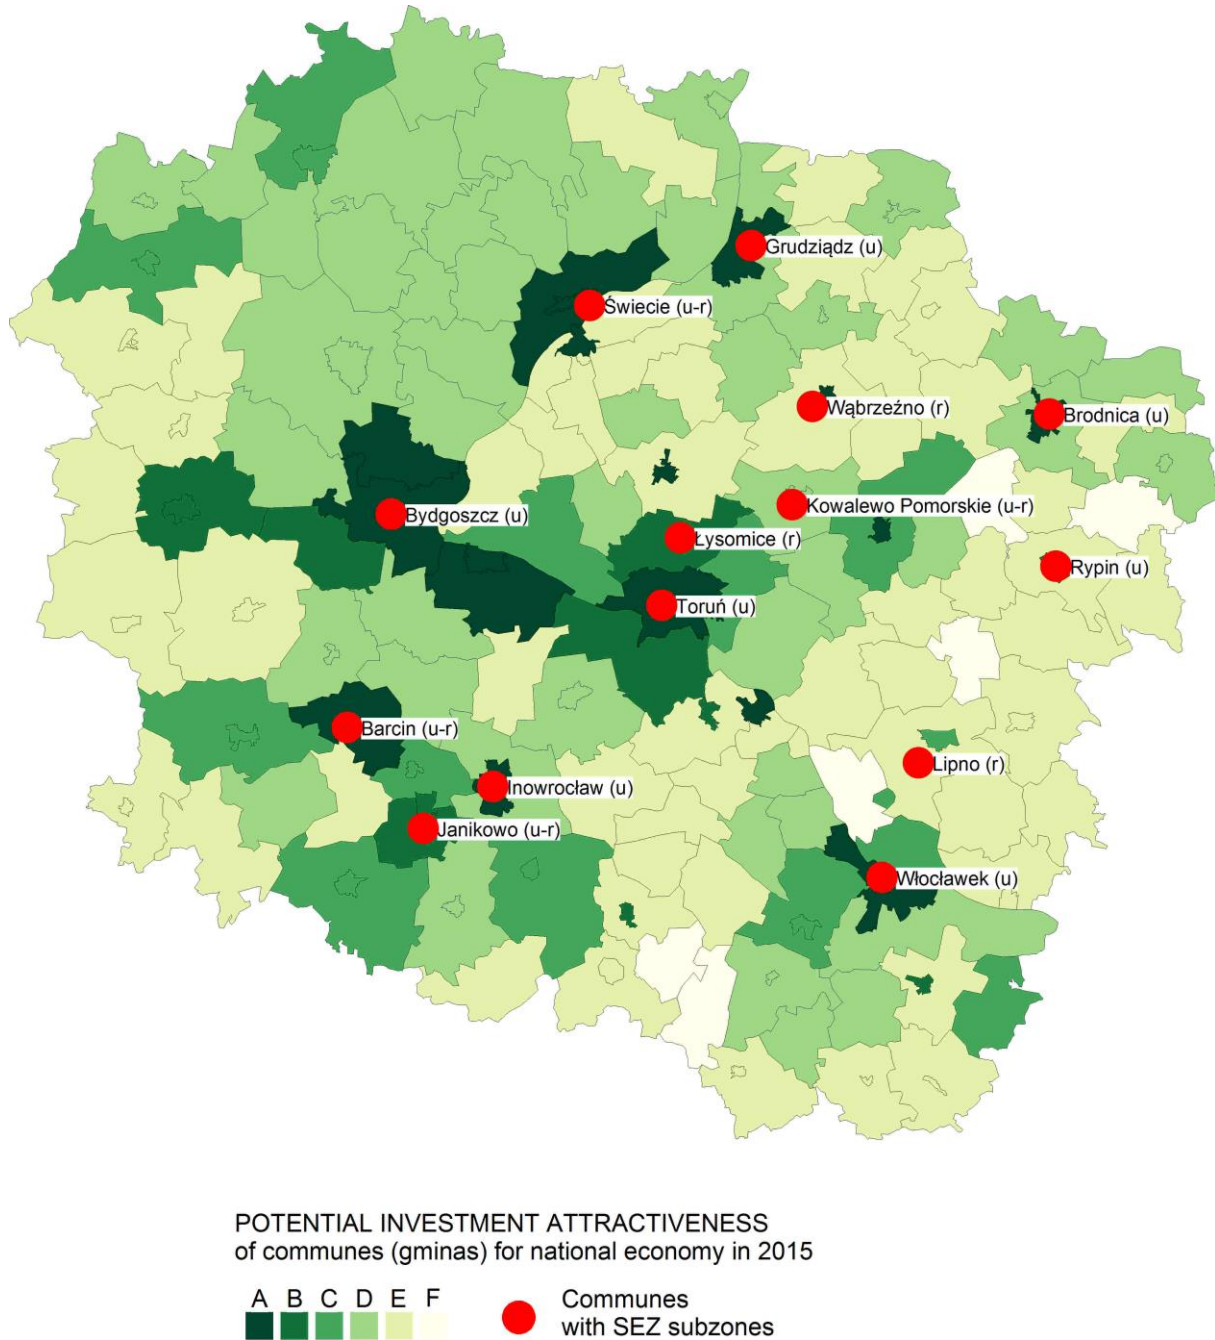 Grudziądz (u)
Świecie (u-r)
Wąbrzeźno (r)
Brodnica (u)
Kowalewo Pomorskie (u-r)
Bydgoszcz (u)
Łysomice (r)
Rypin (u)
Toruń (u)
Barcin (u-r)
Lipno (r)
Inowrocław (u)
Janikowo (u-r)
Włocławek (u)
POTENTIAL INVESTMENT ATTRACTIVENESS
of communes (gminas) for national economy in 2015
A B C D E F
Communes
with SEZ subzones